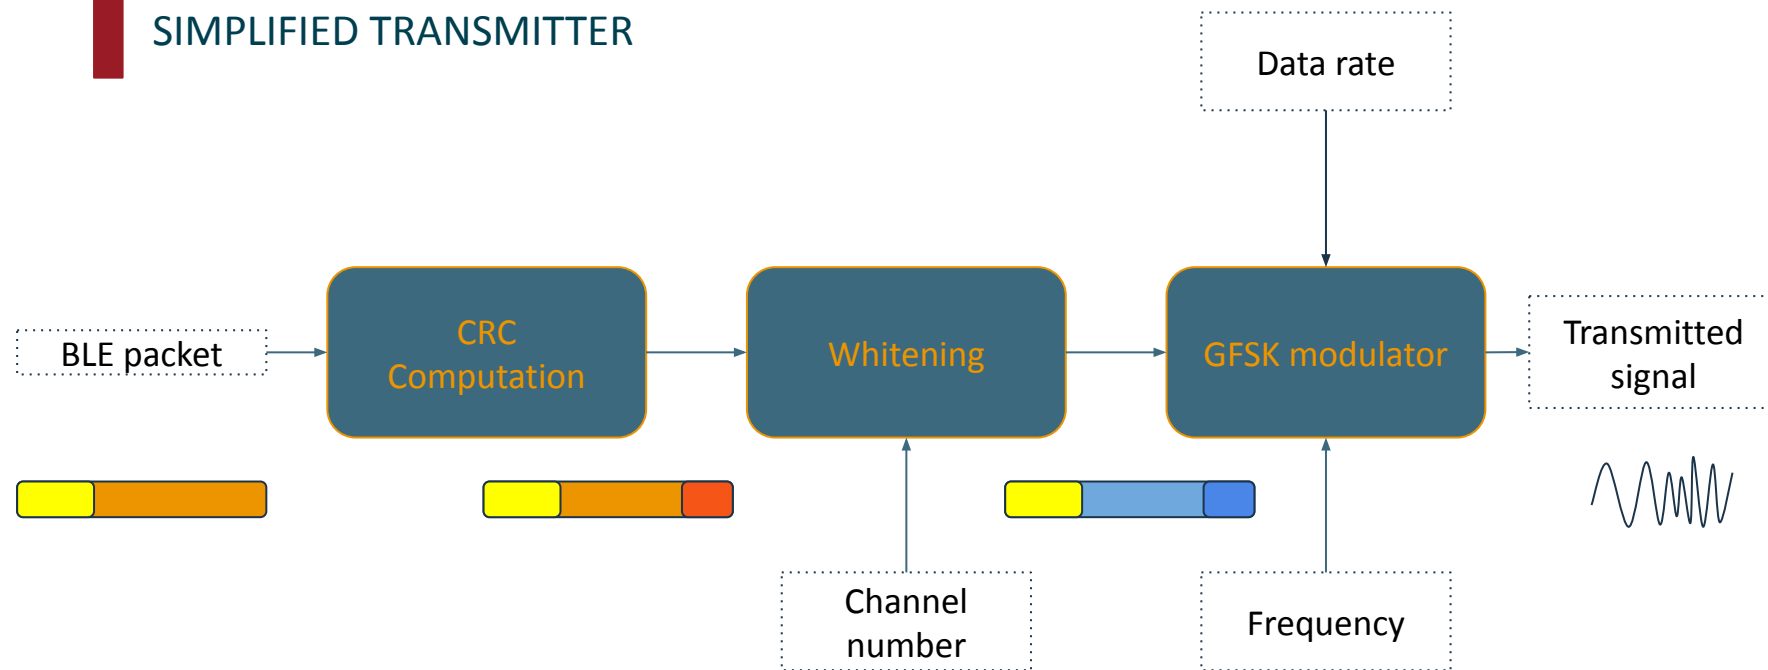 SIMPLIFIED TRANSMITTER
Data rate
BLE packet
CRC
Computation
Whitening
GFSK modulator
Transmitted
signal
Channel
number
Frequency